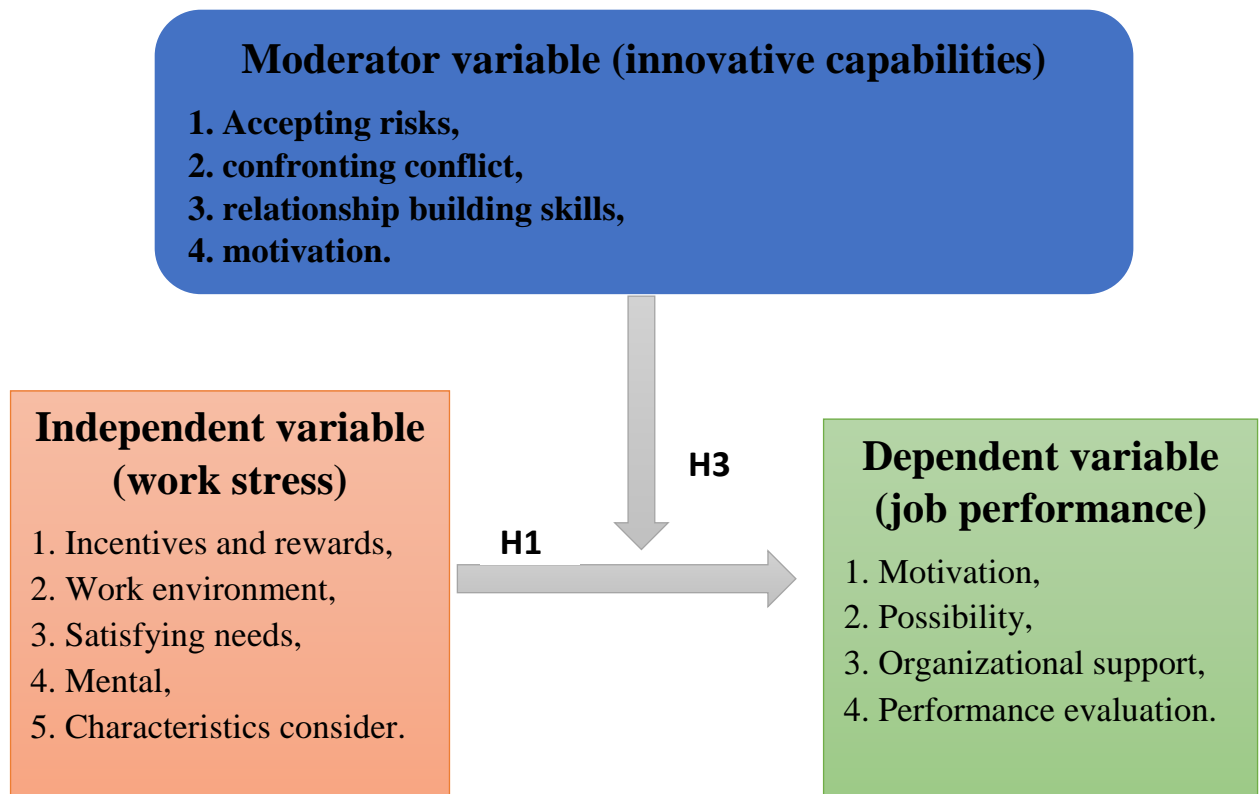 Moderator variable (innovative capabilities)
1. Accepting risks,
2. confronting conflict,
3. relationship building skills,
4. motivation.
H3
H1
Independent variable
(work stress)
1. Incentives and rewards,
2. Work environment,
3. Satisfying needs,
4. Mental,
5. Characteristics consider.
Dependent variable
(job performance)
1. Motivation,
2. Possibility,
3. Organizational support,
4. Performance evaluation.